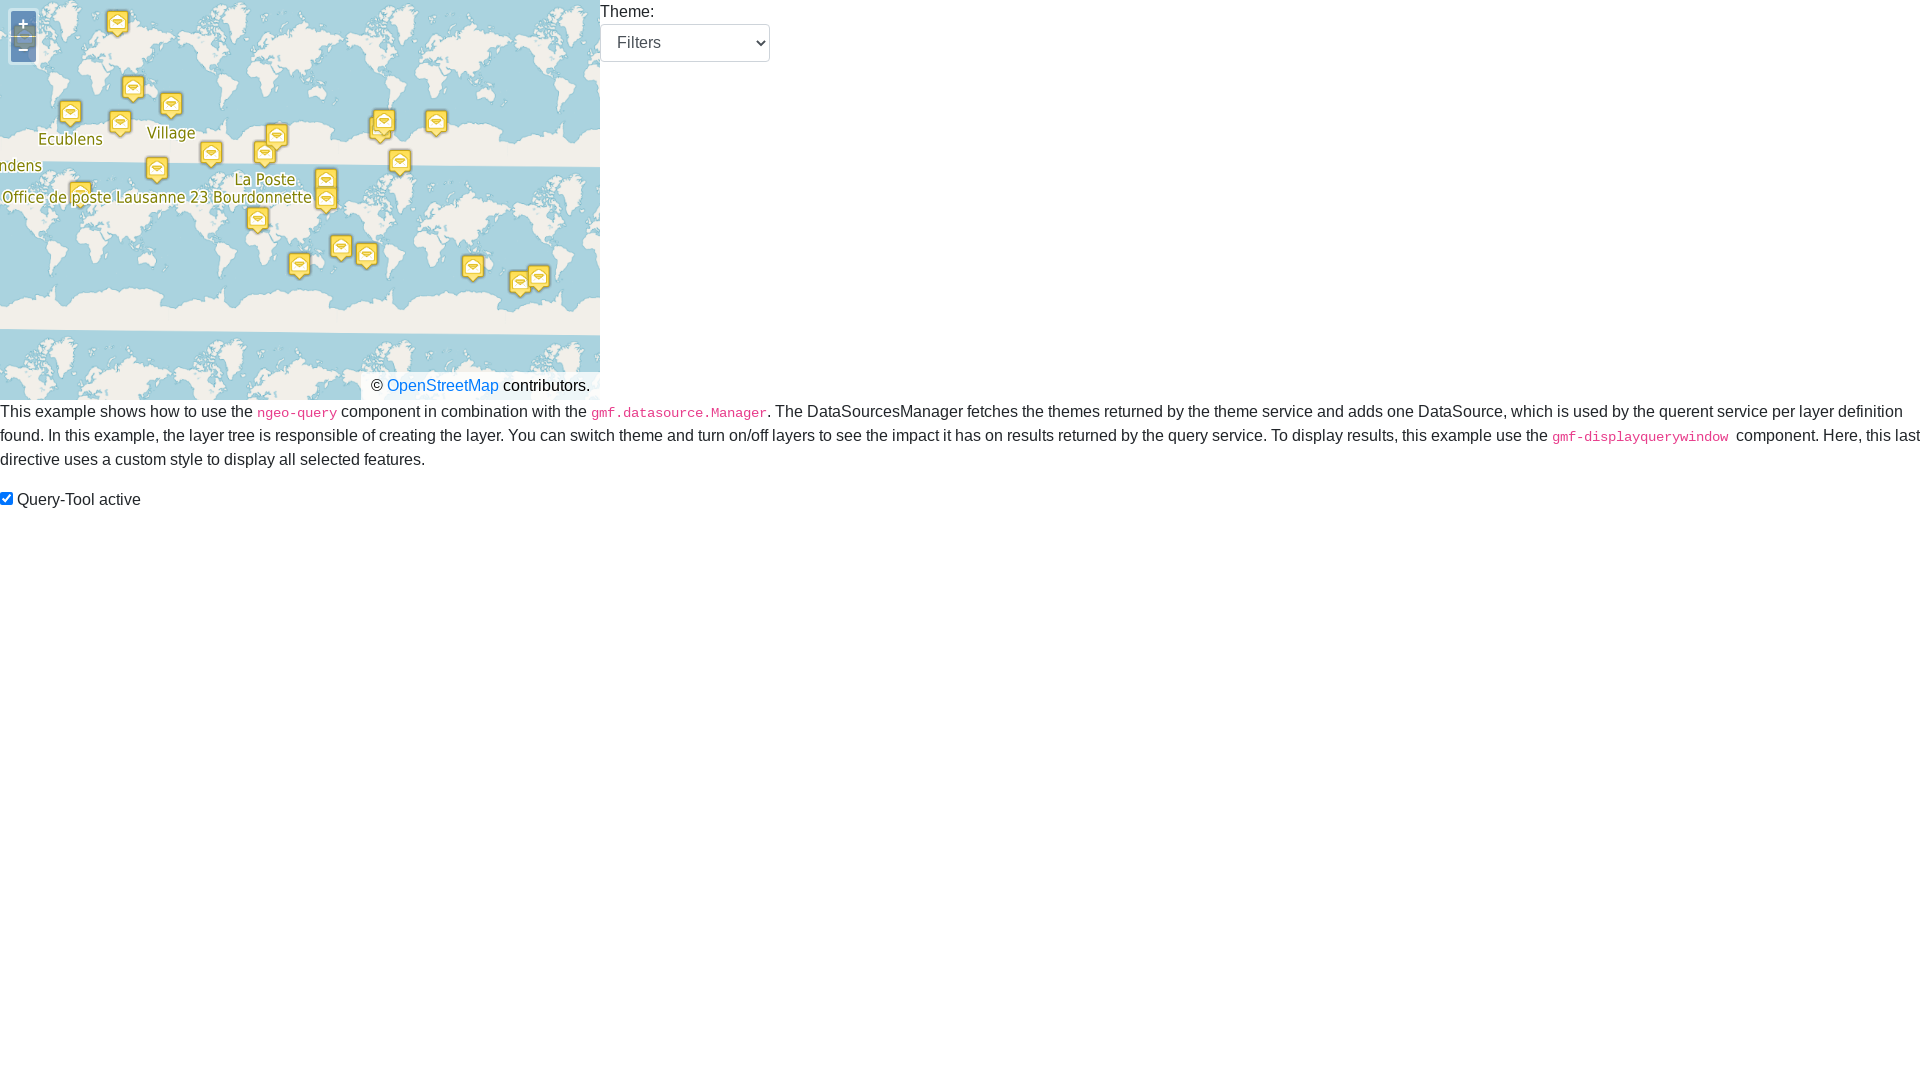 Theme:
+
Filters
−
Village
Ecublens
ndens
La Poste
Office de poste Lausanne 23 Bourdonnette
© OpenStreetMap contributors.
This example shows how to use the ngeo-query component in combination with the gmf.datasource.Manager. The DataSourcesManager fetches the themes returned by the theme service and adds one DataSource, which is used by the querent service per layer definition
found. In this example, the layer tree is responsible of creating the layer. You can switch theme and turn on/off layers to see the impact it has on results returned by the query service. To display results, this example use the gmf-displayquerywindow component. Here, this last
directive uses a custom style to display all selected features.
Query-Tool active